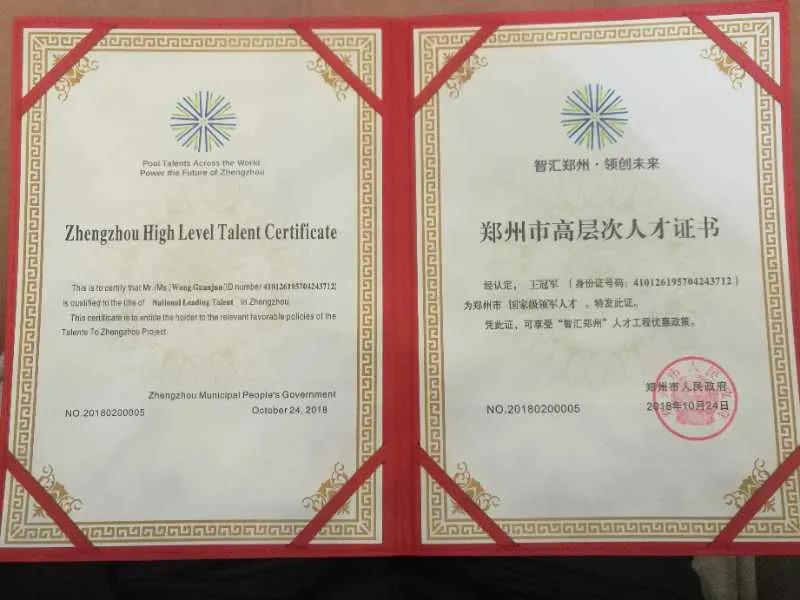 Pool Talents Across the World
Power the Future of Zhengzhou
Zhengzhou High Level Talent Certificate
This is to certify that Mr./Ms.(Wang Guanjun(ID number 410126195704243712)
is qualified to the title of National Leading Talent in Zhengzhou.
This certificate is to entitle the holder to the relevant favorable policies of the
Talents To Zhengzhou Project.
Zhengzhou Municipal People's Government
NO.20180200005
October 24, 2018
智汇郑州·领创未来
郑州市高层次人才证书
经认定，王冠军（身份证号码：410126195704243712）
为郑州市 国家级领军人才 ，特发此证。
凭此证，可享受“智汇郑州”人才工程优惠政策。
郑州市人民政府
NO.20180200005
2018年10月24日